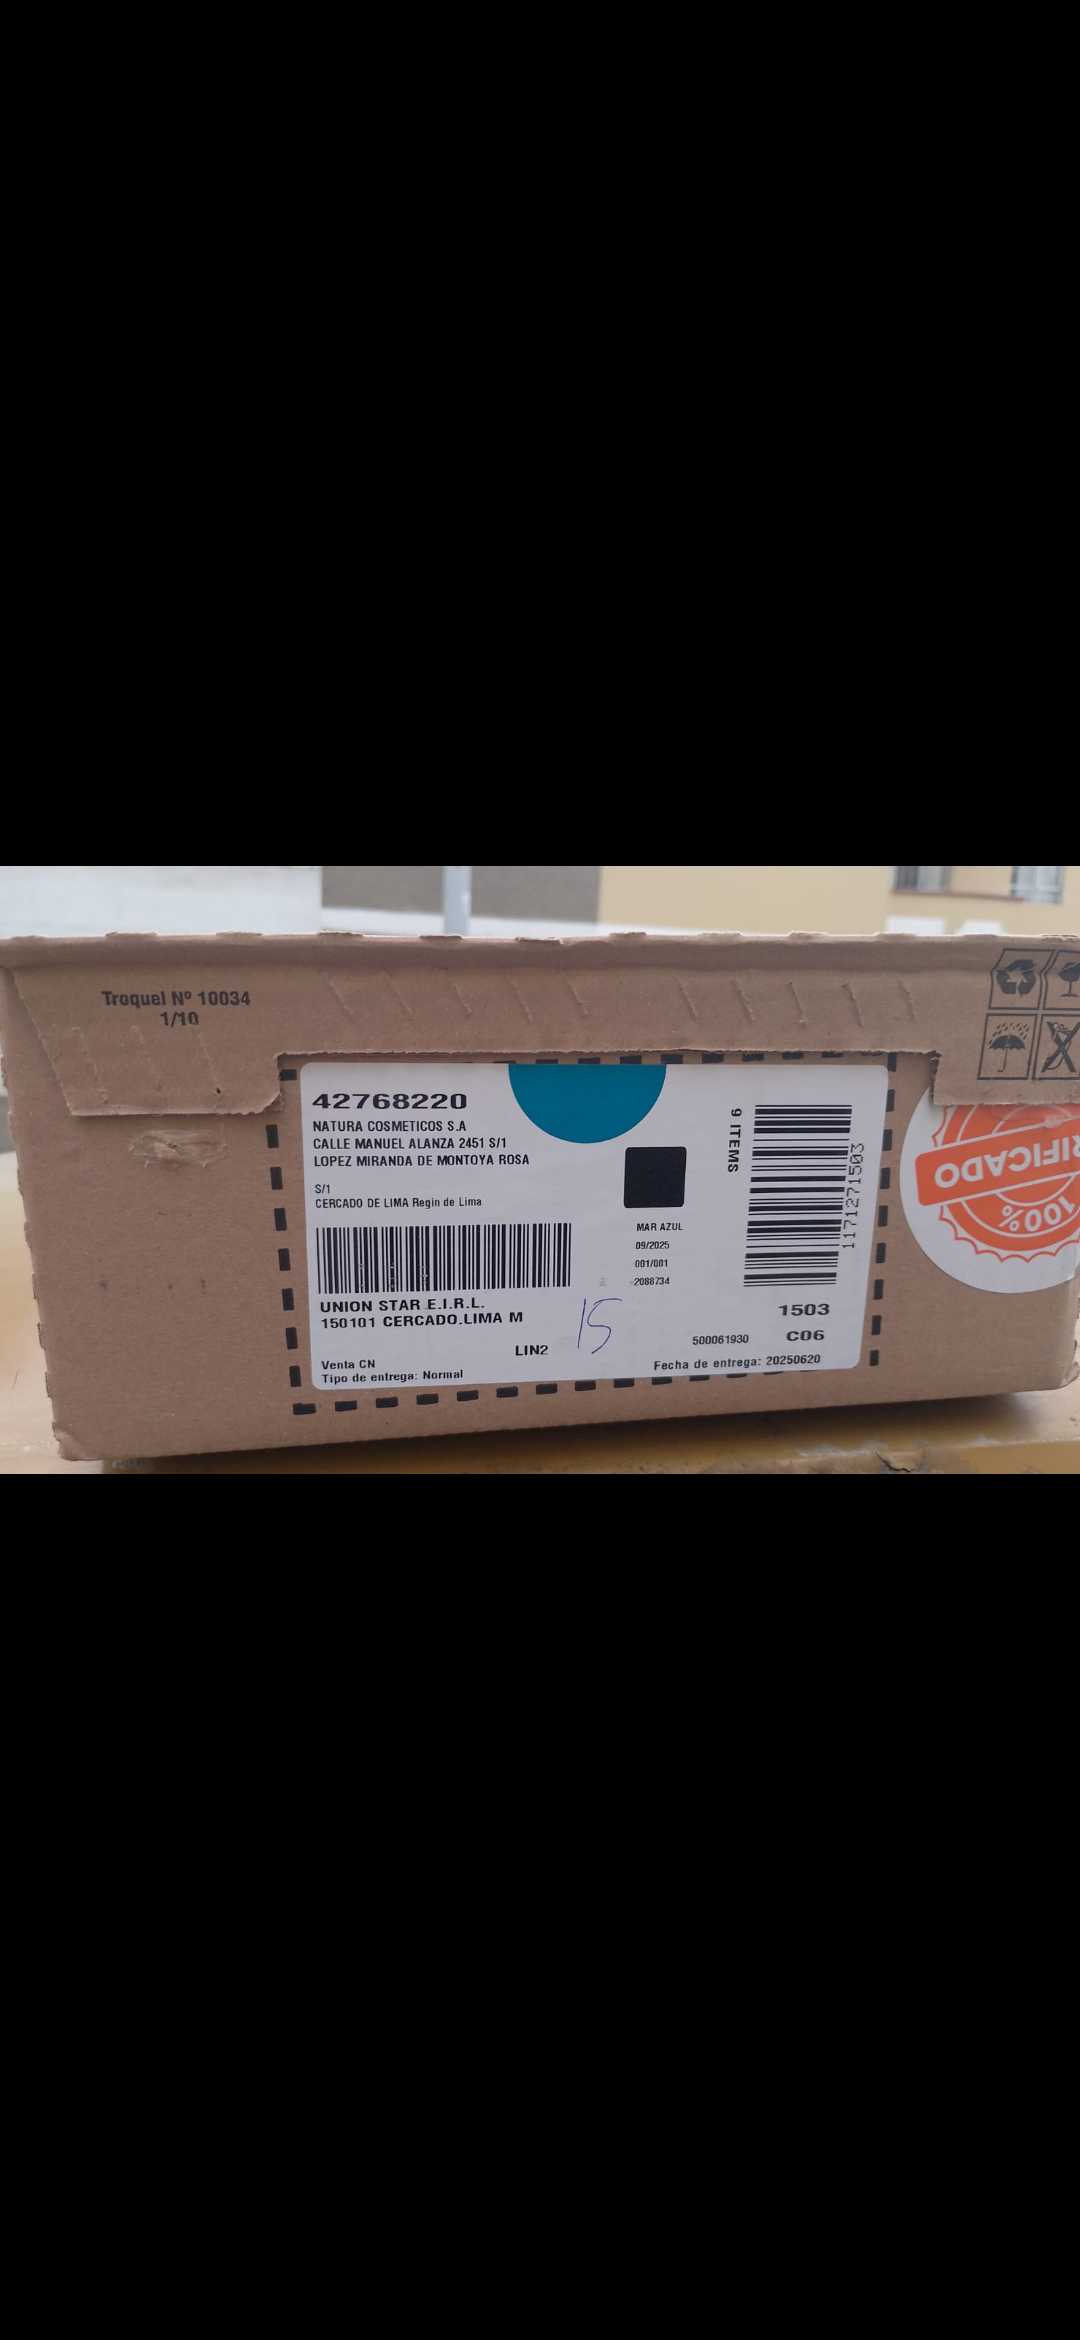 Troquel Nº 10034
1/10
42768220
NATURA COSMETICOS S.A
CALLE MANUEL ALANZA 2451 S/1
LOPEZ MIRANDA DE MONTOYA ROSA
S/1
CERCADO DE LIMA Regin de Lima
UNION STAR E.I.R.L.
150101 CERCADO.LIMA M
LIN2
Venta CN
Tipo de entrega: Normal
15
MAR AZUL
09/2025
001/001
2088734
9 ITEMS
1171271503
1503
500061930 C06
Fecha de entrega: 20250620
RIFICADO
100%